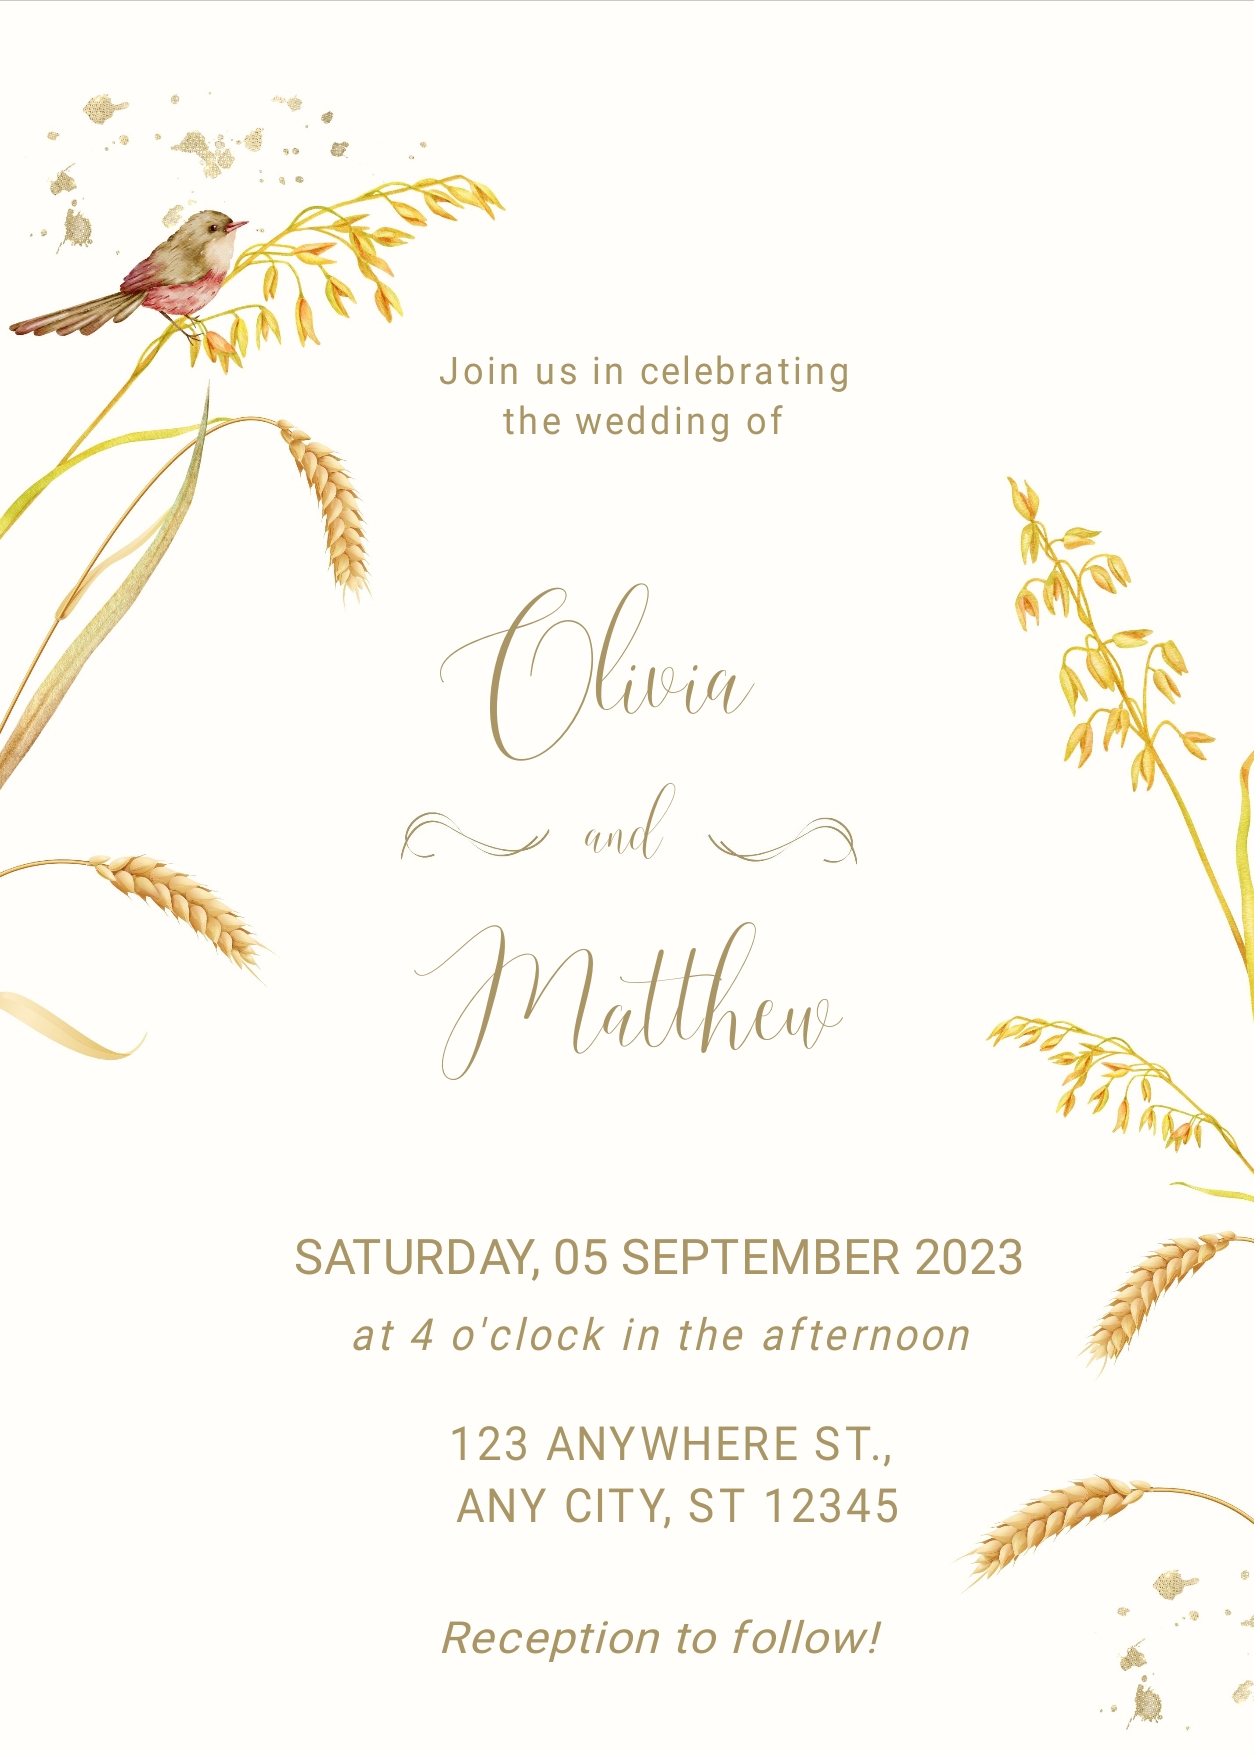 Join us in celebrating
the wedding of
Olivia
and
Matthew
SATURDAY, 05 SEPTEMBER 2023
at 4 o'clock in the afternoon
123 ANYWHERE ST.,
ANY CITY, ST 12345
Reception to follow!